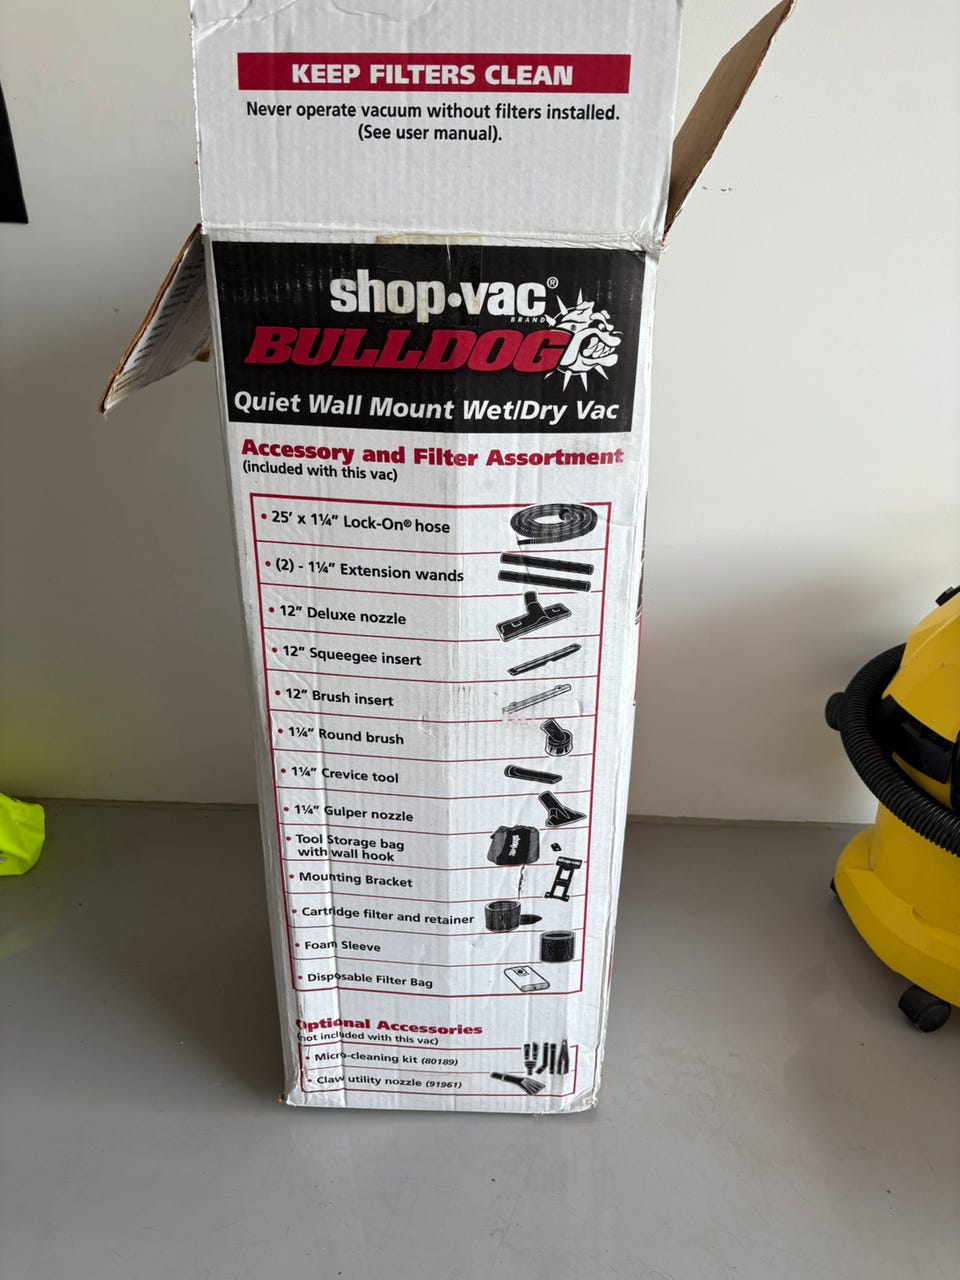 KEEP FILTERS CLEAN
Never operate vacuum without filters installed.
(See user manual).
shop•vac®
BRAND
BULLDOG
Quiet Wall Mount Wet/Dry Vac
Accessory and Filter Assortment
(included with this vac)
• 25' x 1¼" Lock-On® hose
• (2) - 1¼" Extension wands
• 12" Deluxe nozzle
• 12" Squeegee insert
• 12" Brush insert
• 1¼" Round brush
• 1¼" Crevice tool
• 1¼" Gulper nozzle
• Tool Storage bag
with wall hook
shop•vac
• Mounting Bracket
shop•vac
• Cartridge filter and retainer
• Foam Sleeve
• Disposable Filter Bag
Optional Accessories
(not included with this vac)
• Micro-cleaning kit (80189)
• Claw utility nozzle (91961)